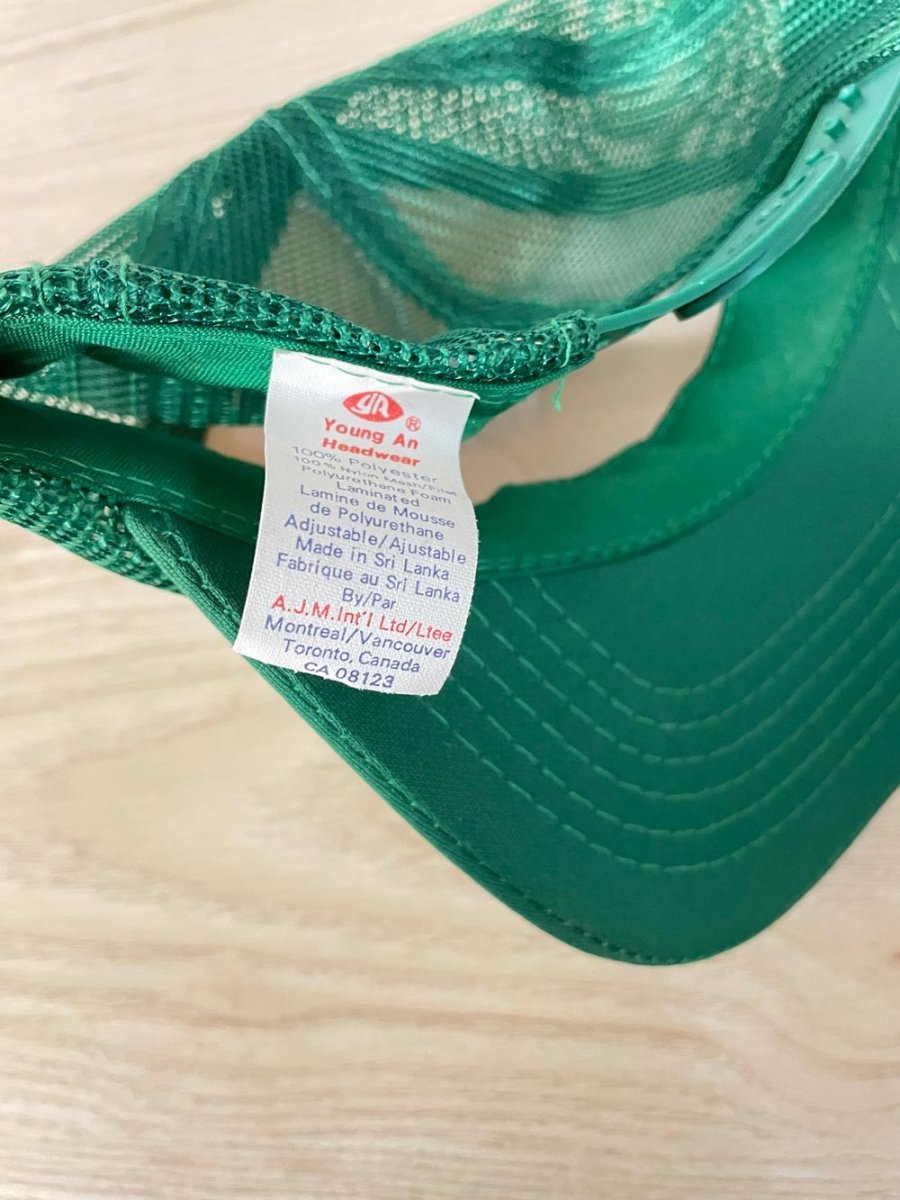 YA ®
Young An
Headwear
100% Polyester
100% Nylon Mesh/Filet
Polyurethane Foam
Laminated
Lamine de Mousse
de Polyurethane
Adjustable/Ajustable
Made in Sri Lanka
Fabrique au Sri Lanka
By/Par
A.J.M.Int'l Ltd/Ltee
Montreal/Vancouver
Toronto, Canada
CA 08123